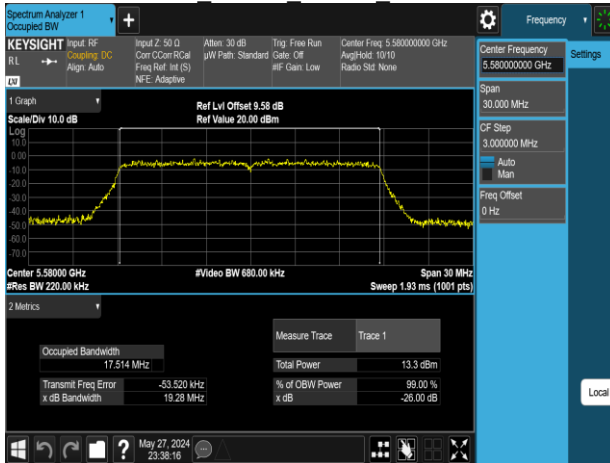 Spectrum Analyzer 1
Occupied BW
Frequency
KEYSIGHT
Input: RF
Coupling: DC
Align: Auto
Input Z: 50 Ω
Corr CCorr RCal
Freq Ref: Int (S)
NFE: Adaptive
Atten: 30 dB
µW Path: Standard
Trig: Free Run
Gate: Off
#IF Gain: Low
Center Freq: 5.580000000 GHz
Avg|Hold: 10/10
Radio Std: None
R L
LXI
Center Frequency
5.580000000 GHz
Settings
Span
30.000 MHz
CF Step
3.000000 MHz
Auto
Man
Freq Offset
0 Hz
1 Graph
Scale/Div 10.0 dB
Ref Lvl Offset 9.58 dB
Ref Value 20.00 dBm
Log
10.0
0.00
-10.0
-20.0
-30.0
-40.0
-50.0
-60.0
-70.0
Center 5.58000 GHz
#Res BW 220.00 kHz
#Video BW 680.00 kHz
Span 30 MHz
Sweep 1.93 ms (1001 pts)
2 Metrics
Measure Trace Trace 1
Occupied Bandwidth
17.514 MHz
Total Power 13.3 dBm
Transmit Freq Error -53.520 kHz
% of OBW Power 99.00 %
x dB Bandwidth 19.28 MHz
x dB -26.00 dB
Local
May 27, 2024
23:38:16